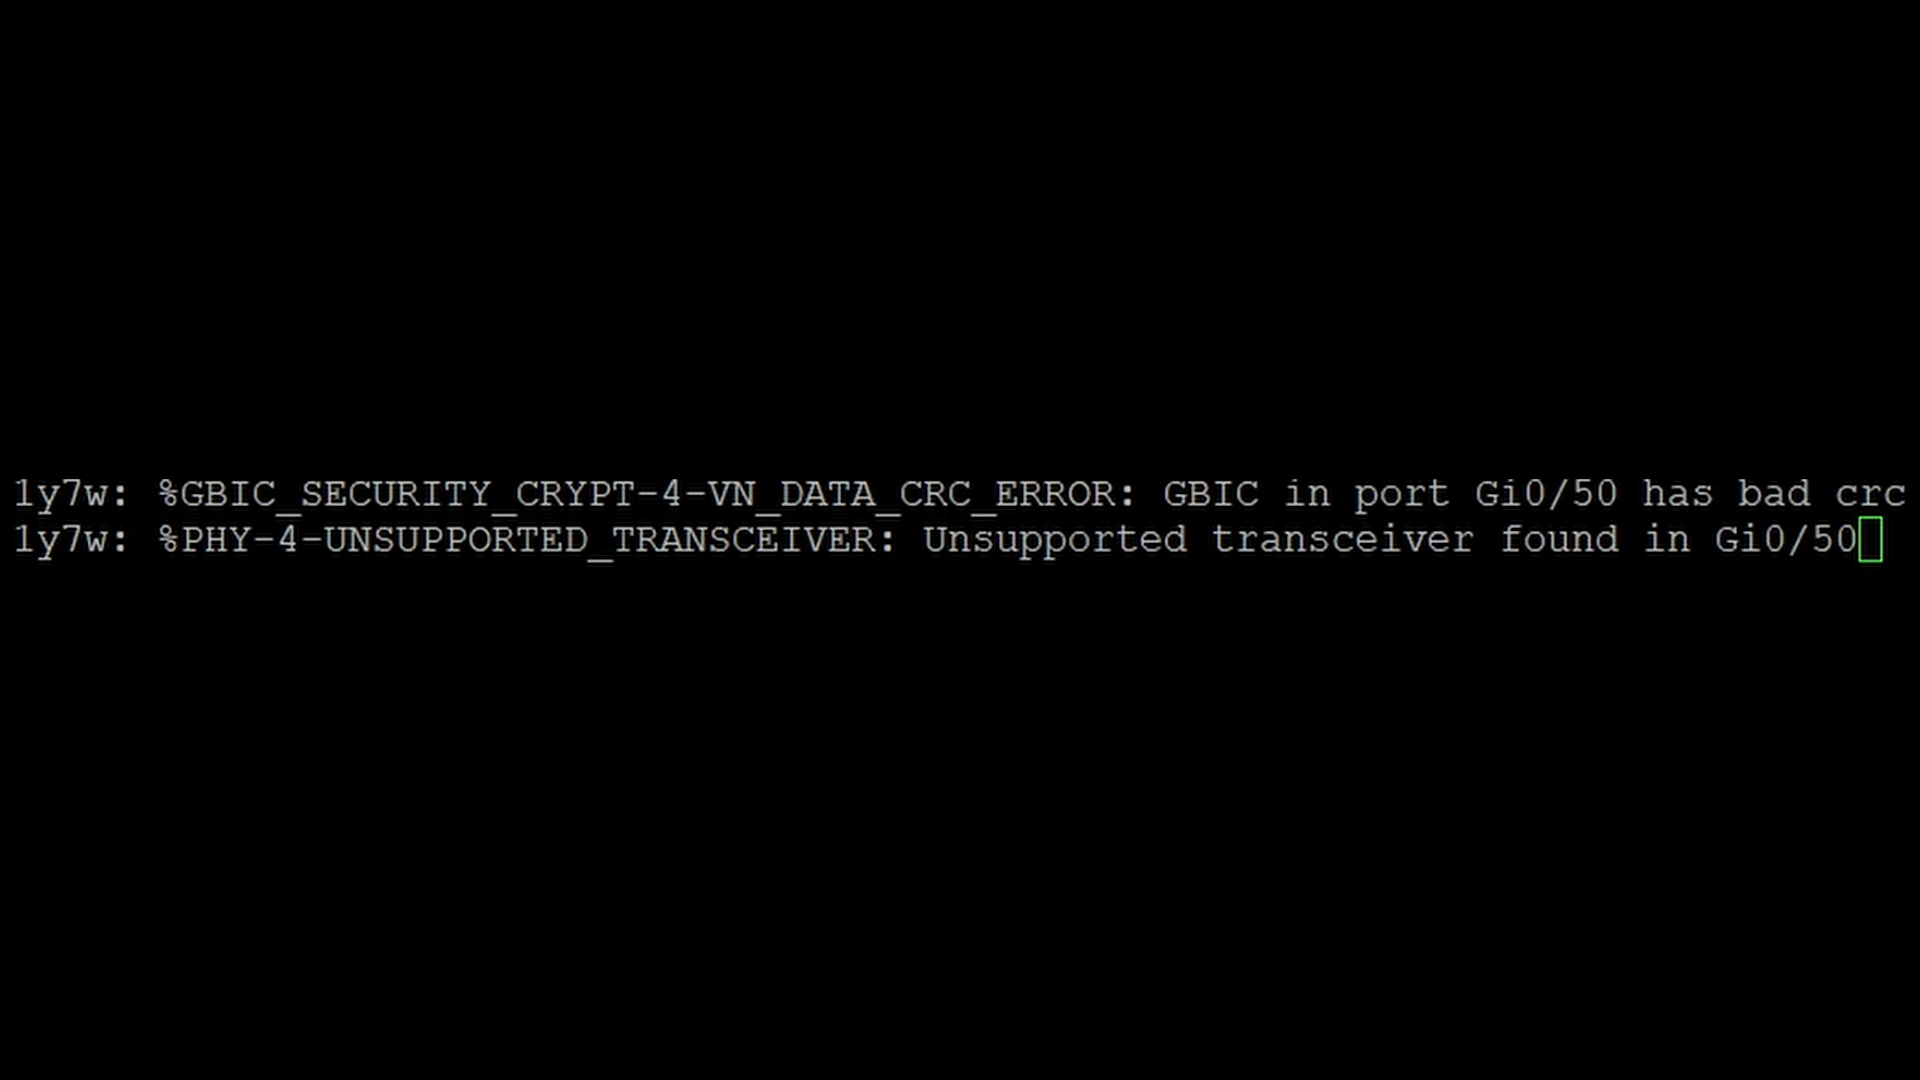 1y7w: %GBIC_SECURITY_CRYPT-4-VN_DATA_CRC_ERROR: GBIC in port Gi0/50 has bad crc
1y7w: %PHY-4-UNSUPPORTED_TRANSCEIVER: Unsupported transceiver found in Gi0/50